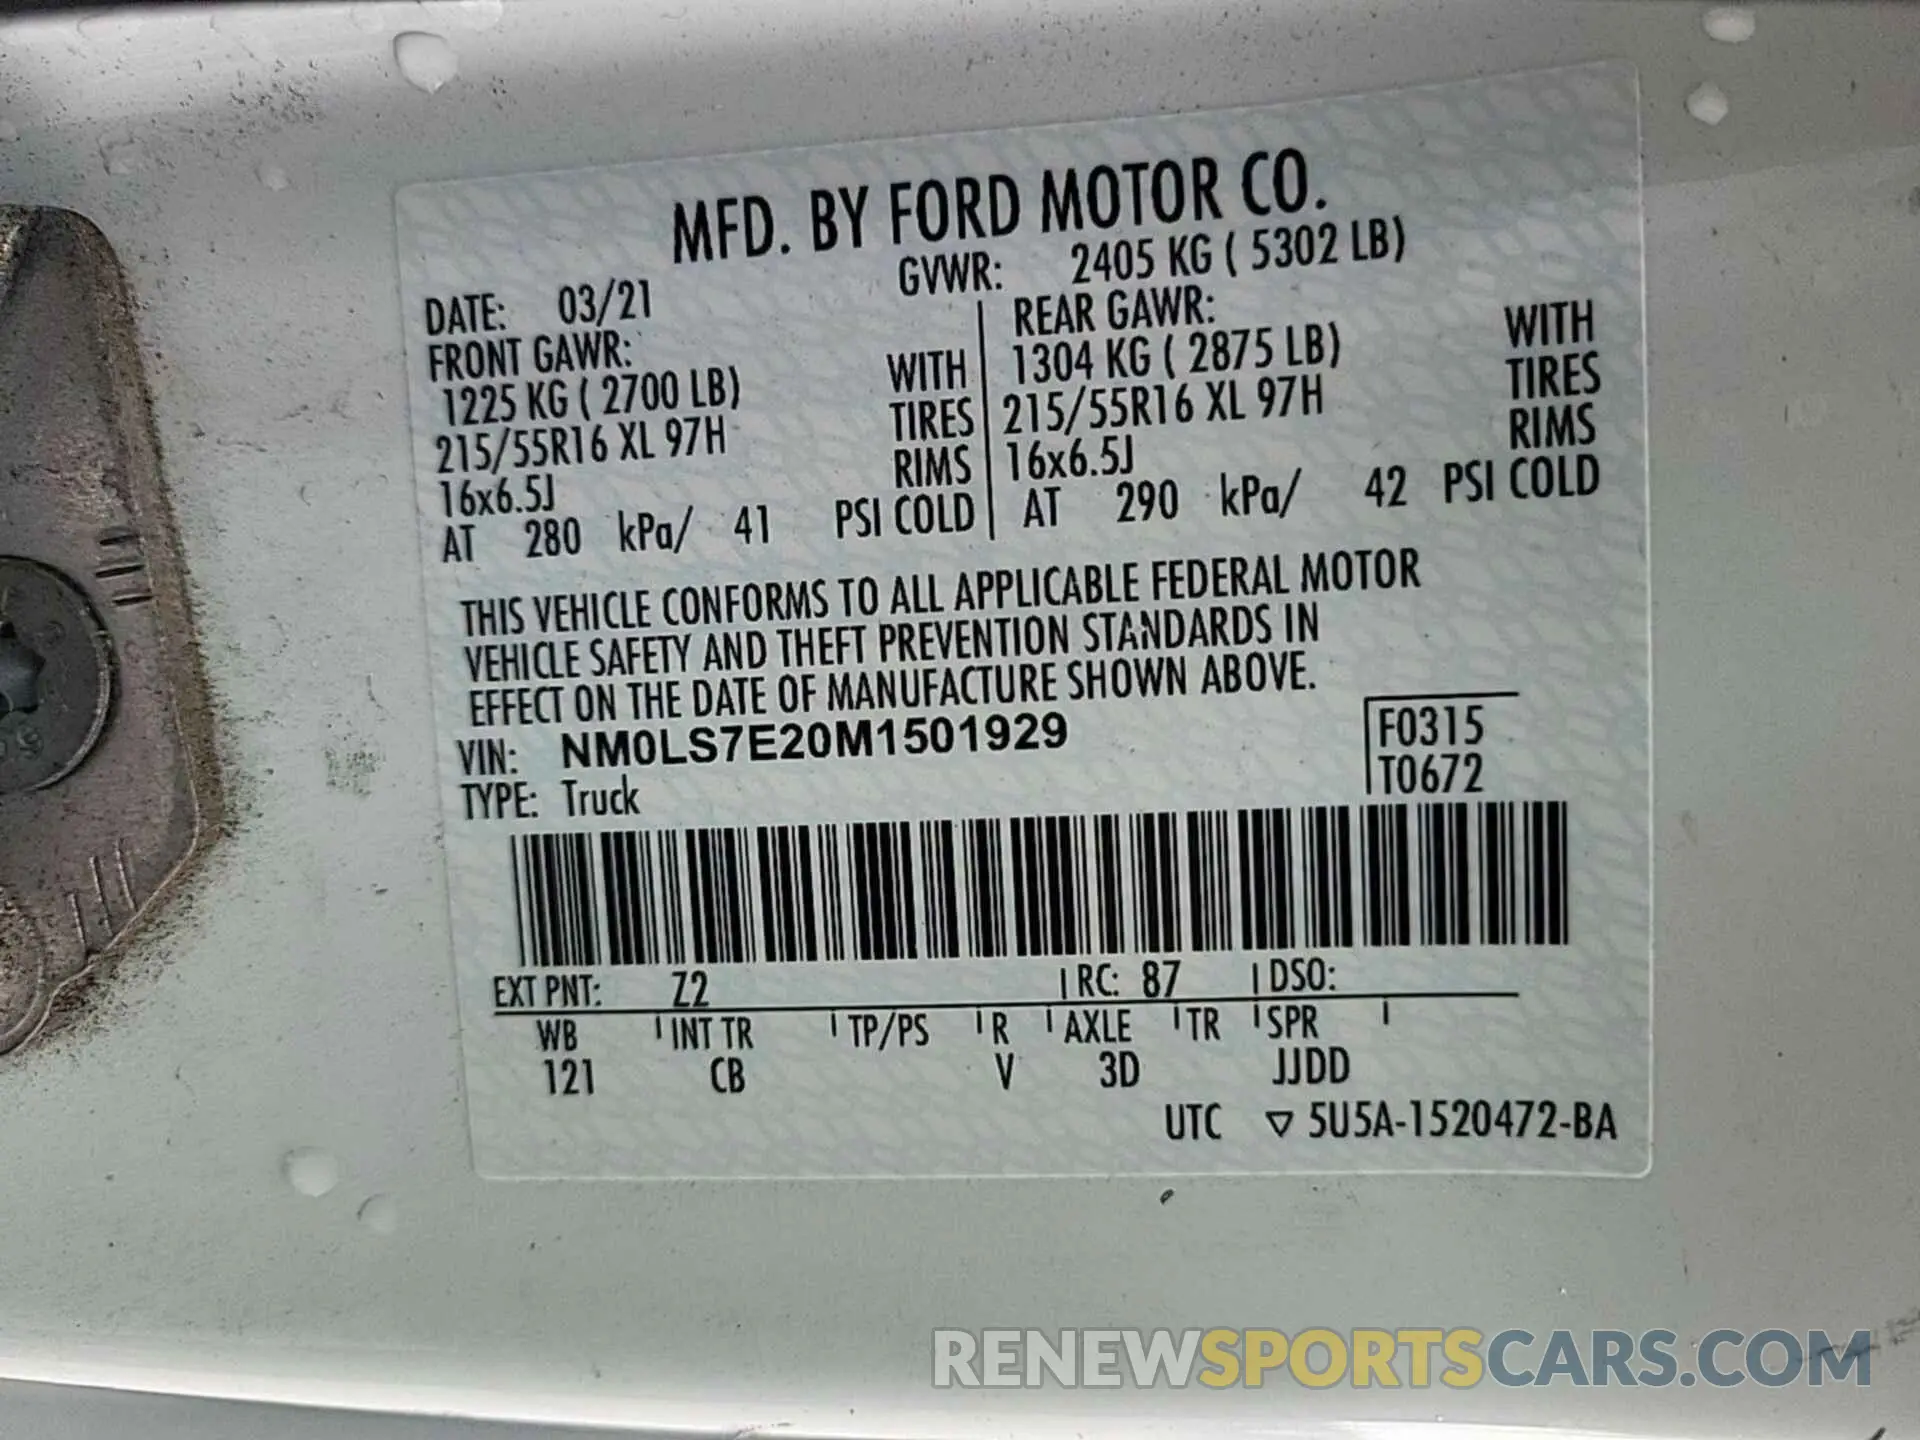 MFD. BY FORD MOTOR CO.
DATE: 03/21 GVWR: 2405 KG ( 5302 LB)
FRONT GAWR: REAR GAWR:
1225 KG ( 2700 LB) WITH 1304 KG ( 2875 LB) WITH
215/55R16 XL 97H TIRES 215/55R16 XL 97H TIRES
16x6.5J RIMS 16x6.5J RIMS
AT 280 kPa/ 41 PSI COLD AT 290 kPa/ 42 PSI COLD
THIS VEHICLE CONFORMS TO ALL APPLICABLE FEDERAL MOTOR
VEHICLE SAFETY AND THEFT PREVENTION STANDARDS IN
EFFECT ON THE DATE OF MANUFACTURE SHOWN ABOVE.
VIN: NM0LS7E20M1501929 F0315
TYPE: Truck T0672
EXT PNT: Z2 RC: 87 DSO:
WB INT TR TP/PS R AXLE TR SPR
121 CB V 3D JJDD
UTC ▽ 5U5A-1520472-BA
RENEWSPORTSCARS.COM